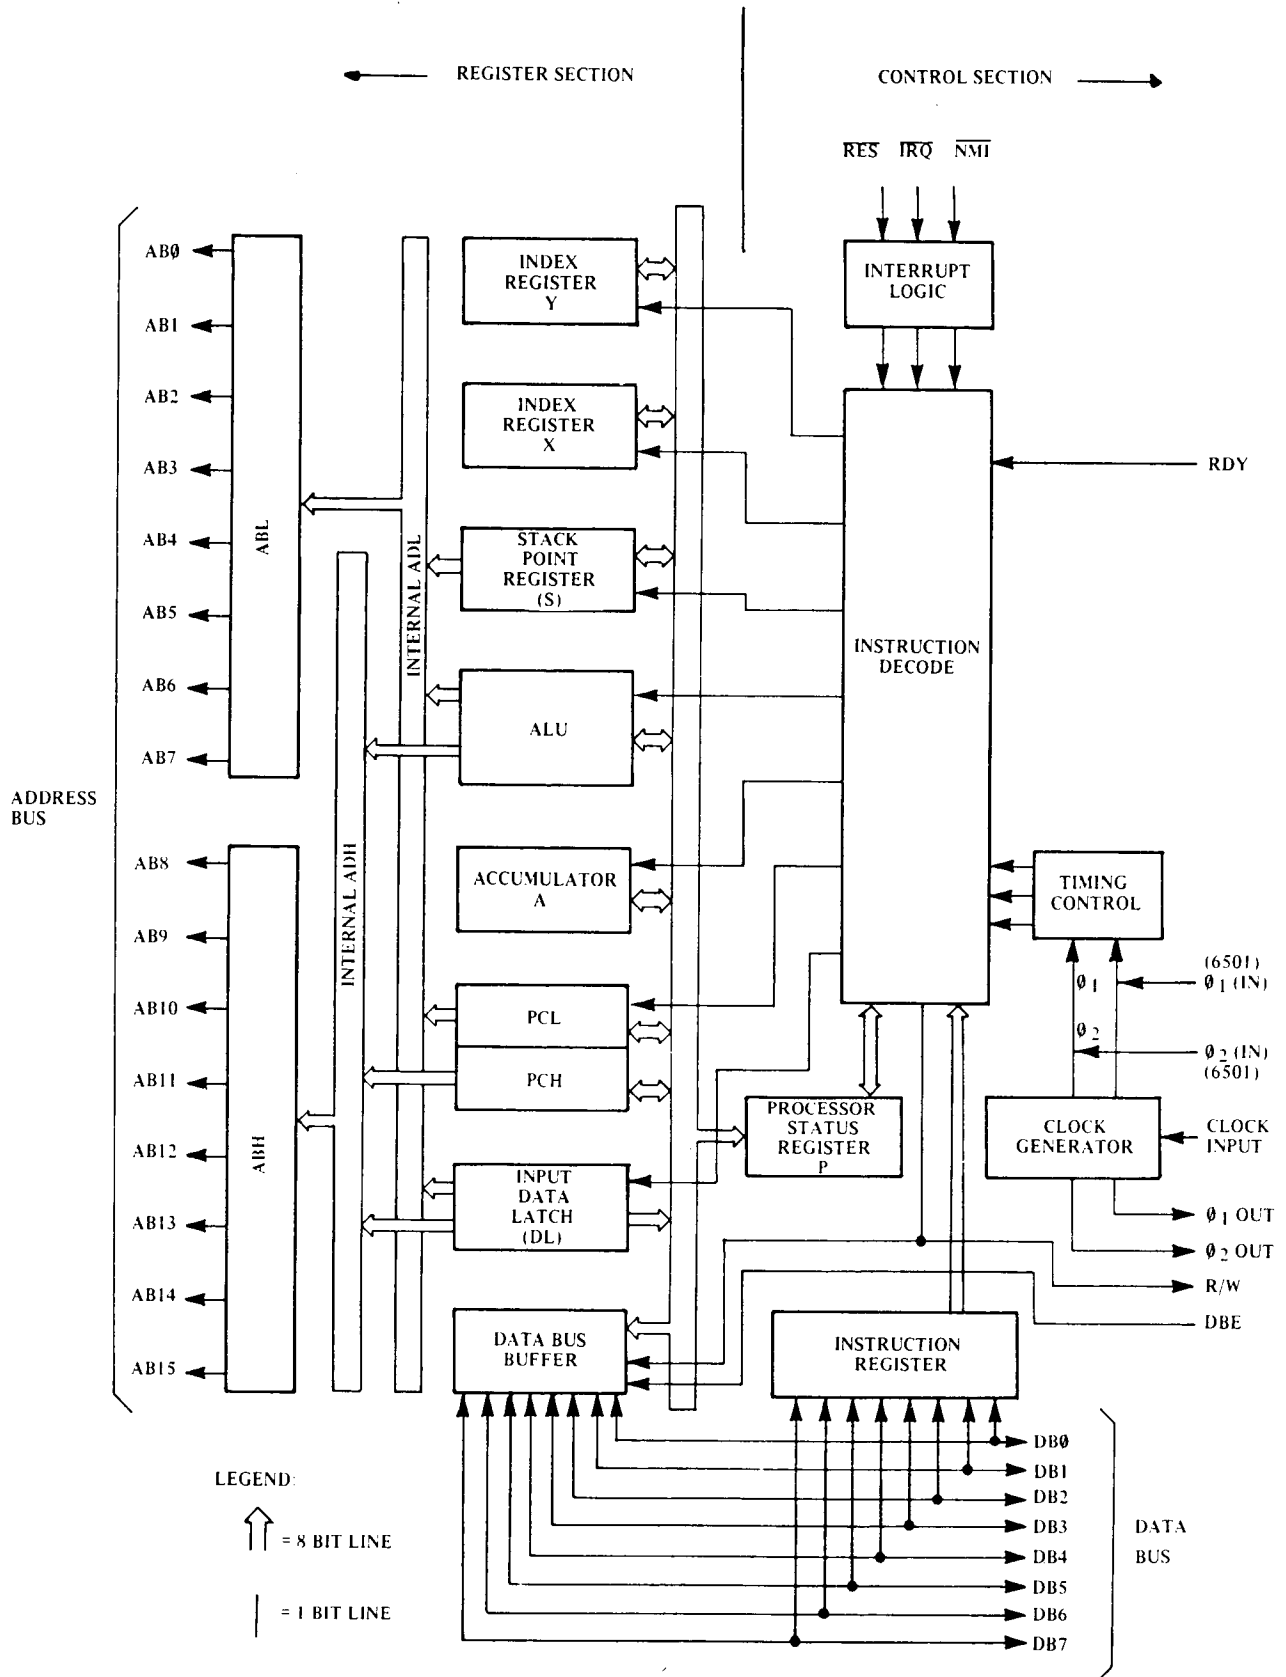 REGISTER SECTION
CONTROL SECTION
RES IRQ NMI
AB0
AB1
AB2
AB3
AB4
AB5
AB6
AB7
ADDRESS
BUS
AB8
AB9
AB10
AB11
AB12
AB13
AB14
AB15
ABL
ABH
INTERNAL ADH
INTERNAL ADL
INDEX
REGISTER
Y
INDEX
REGISTER
X
STACK
POINT
REGISTER
(S)
ALU
ACCUMULATOR
A
PCL
PCH
INPUT
DATA
LATCH
(DL)
DATA BUS
BUFFER
INTERRUPT
LOGIC
INSTRUCTION
DECODE
RDY
TIMING
CONTROL
(6501)
Ø1 (IN)
Ø1
Ø2
Ø2 (IN)
(6501)
PROCESSOR
STATUS
REGISTER
P
CLOCK
GENERATOR
CLOCK
INPUT
Ø1 OUT
Ø2 OUT
R/W
DBE
INSTRUCTION
REGISTER
DB0
DB1
DB2
DB3
DB4
DB5
DB6
DB7
DATA
BUS
LEGEND:
= 8 BIT LINE
= 1 BIT LINE